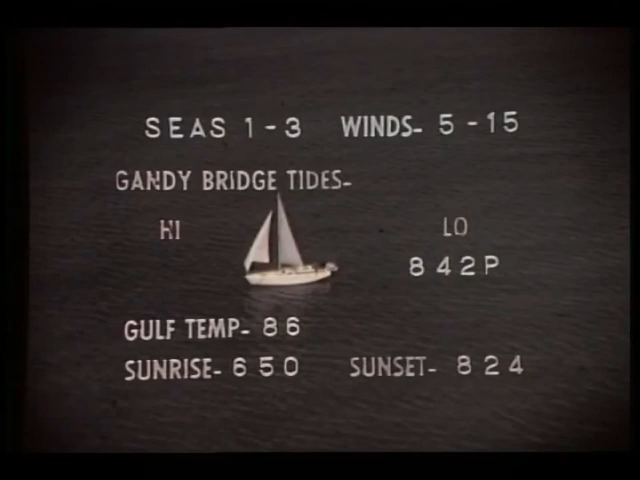 SEAS 1-3 WINDS- 5-15
GANDY BRIDGE TIDES-
HI LO
842P
GULF TEMP- 86
SUNRISE- 650 SUNSET- 824